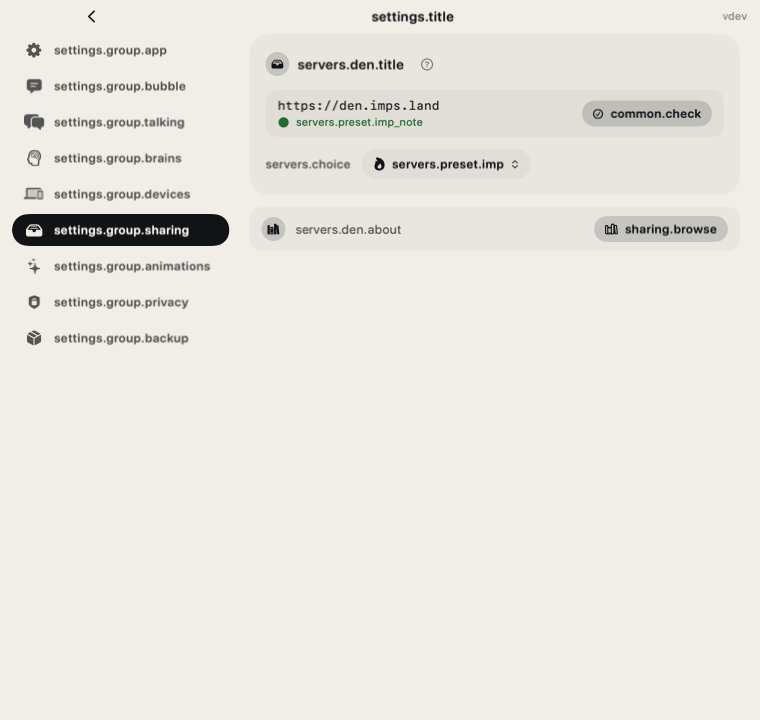 settings.title
vdev
settings.group.app
settings.group.bubble
settings.group.talking
settings.group.brains
settings.group.devices
settings.group.sharing
settings.group.animations
settings.group.privacy
settings.group.backup
servers.den.title
https://den.imps.land
servers.preset.imp_note
common.check
servers.choice
servers.preset.imp
servers.den.about
sharing.browse